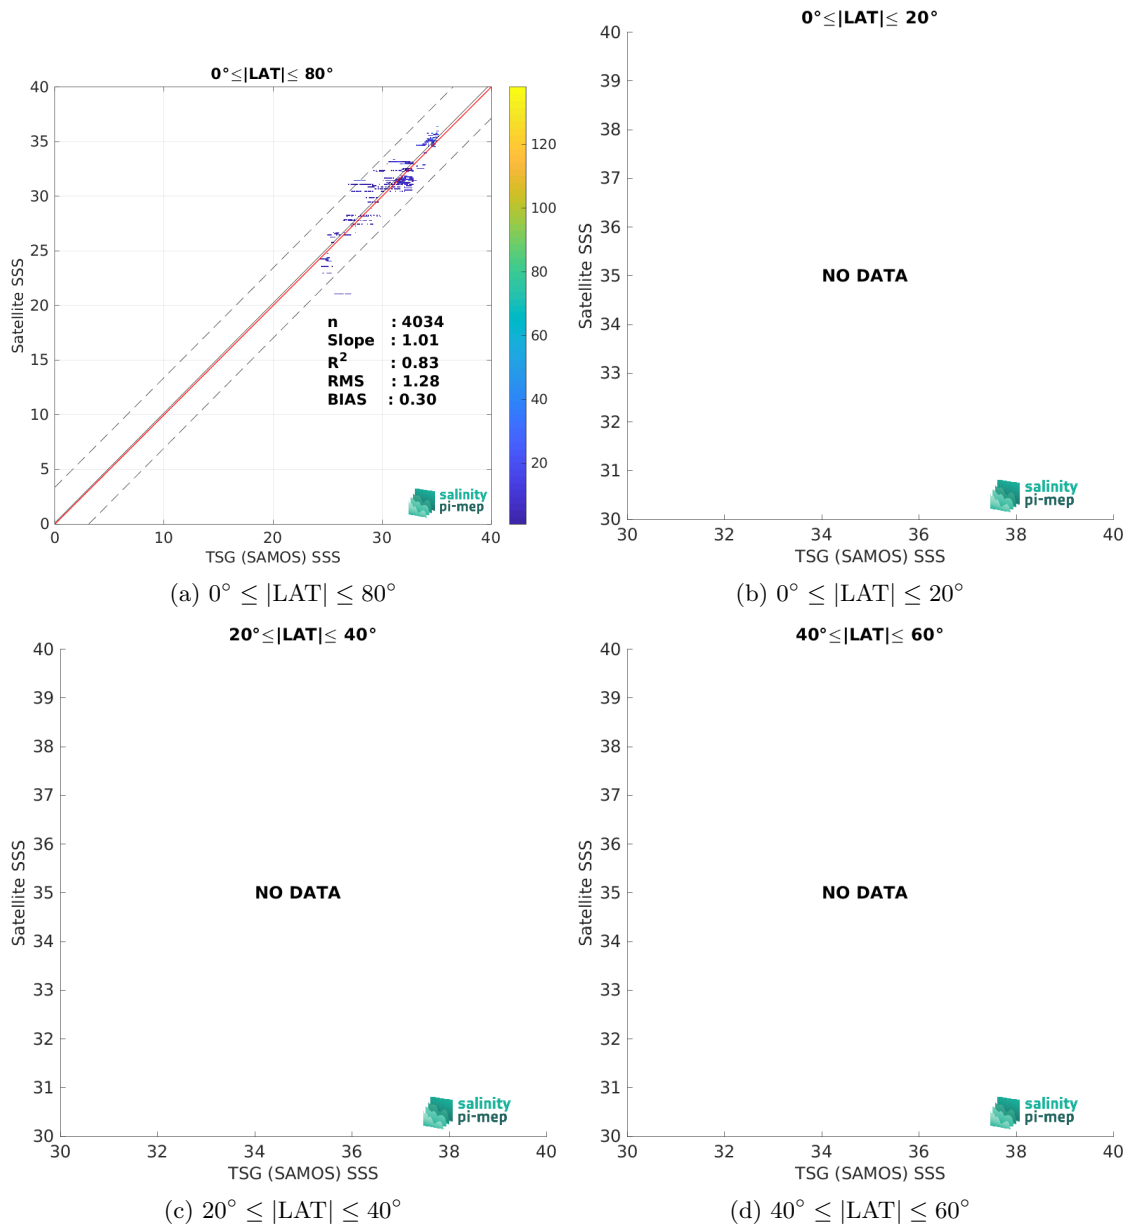 0°≤|LAT|≤ 80°
40
35
30
25
20
15
10
5
0
Satellite SSS
0
10
20
30
40
TSG (SAMOS) SSS
120
100
80
60
40
20
n : 4034
Slope : 1.01
R² : 0.83
RMS : 1.28
BIAS : 0.30
salinity
pi-mep
(a) 0° ≤ |LAT| ≤ 80°
0°≤|LAT|≤ 20°
40
39
38
37
36
35
34
33
32
31
30
Satellite SSS
NO DATA
salinity
pi-mep
30
32
34
36
38
40
TSG (SAMOS) SSS
(b) 0° ≤ |LAT| ≤ 20°
20°≤|LAT|≤ 40°
40
39
38
37
36
35
34
33
32
31
30
Satellite SSS
NO DATA
salinity
pi-mep
30
32
34
36
38
40
TSG (SAMOS) SSS
(c) 20° ≤ |LAT| ≤ 40°
40°≤|LAT|≤ 60°
40
39
38
37
36
35
34
33
32
31
30
Satellite SSS
NO DATA
salinity
pi-mep
30
32
34
36
38
40
TSG (SAMOS) SSS
(d) 40° ≤ |LAT| ≤ 60°